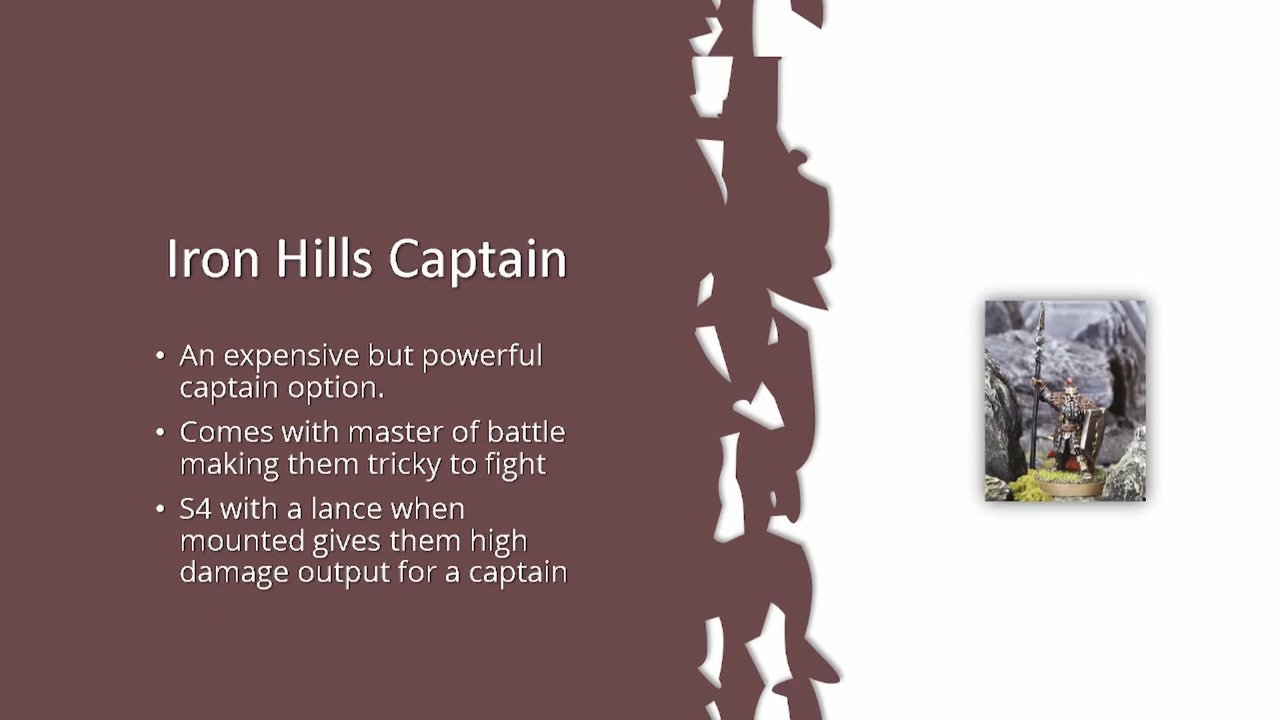 Iron Hills Captain
• An expensive but powerful
captain option.
• Comes with master of battle
making them tricky to fight
• S4 with a lance when
mounted gives them high
damage output for a captain